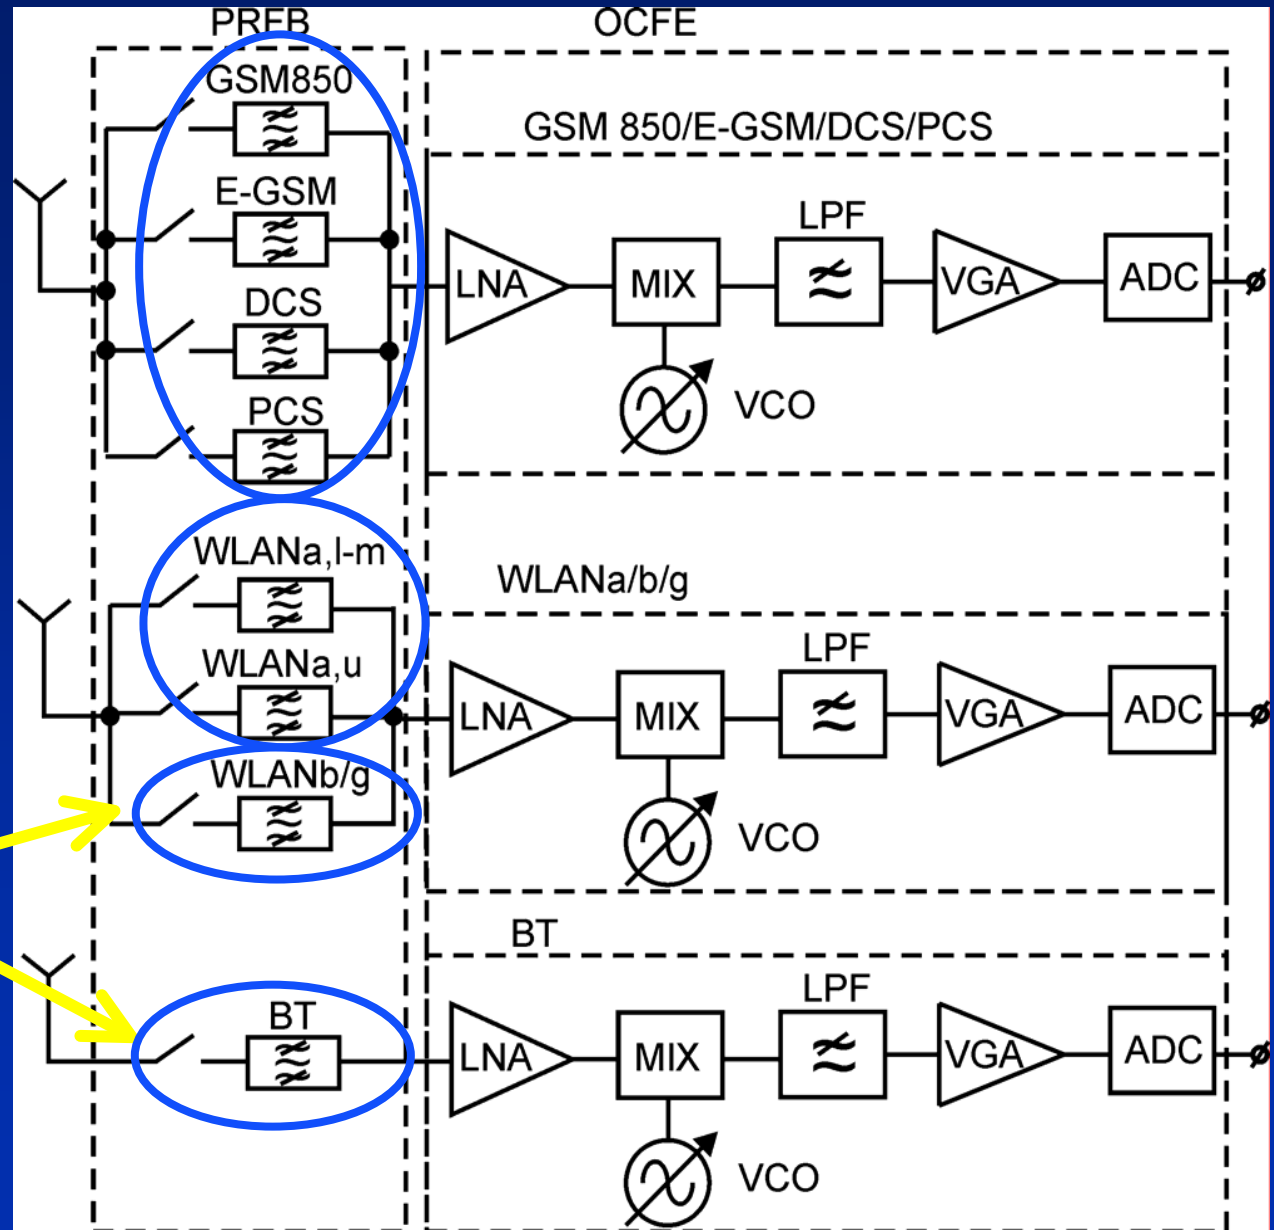 PRFB
OCFE
GSM850
GSM 850/E-GSM/DCS/PCS
E-GSM
LPF
LNA
MIX
VGA
ADC
DCS
VCO
PCS
WLANa,l-m
WLANa/b/g
WLANa,u
LPF
LNA
MIX
VGA
ADC
WLANb/g
VCO
BT
BT
LPF
LNA
MIX
VGA
ADC
VCO